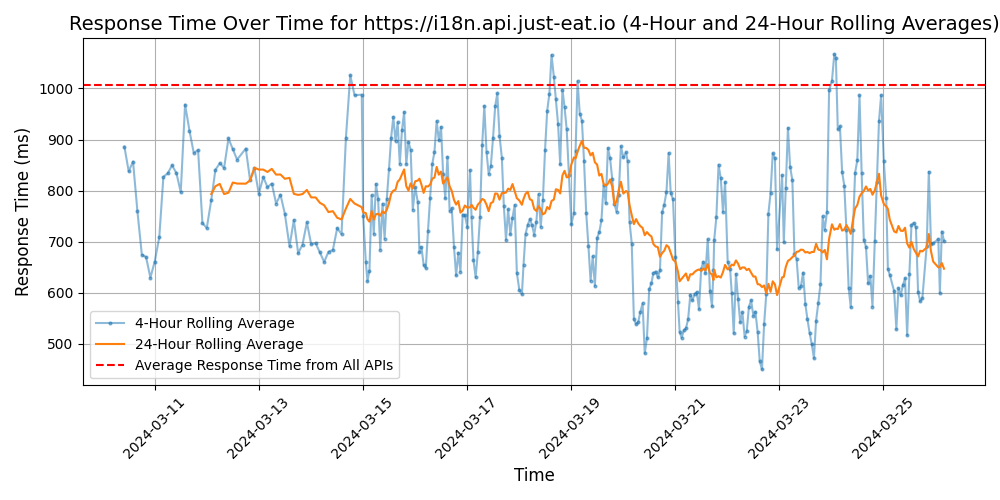 Response Time Over Time for https://i18n.api.just-eat.io (4-Hour and 24-Hour Rolling Averages)
Response Time (ms)
1000
900
800
700
600
500
4-Hour Rolling Average
24-Hour Rolling Average
Average Response Time from All APIs
2024-03-11
2024-03-13
2024-03-15
2024-03-17
2024-03-19
2024-03-21
2024-03-23
2024-03-25
Time